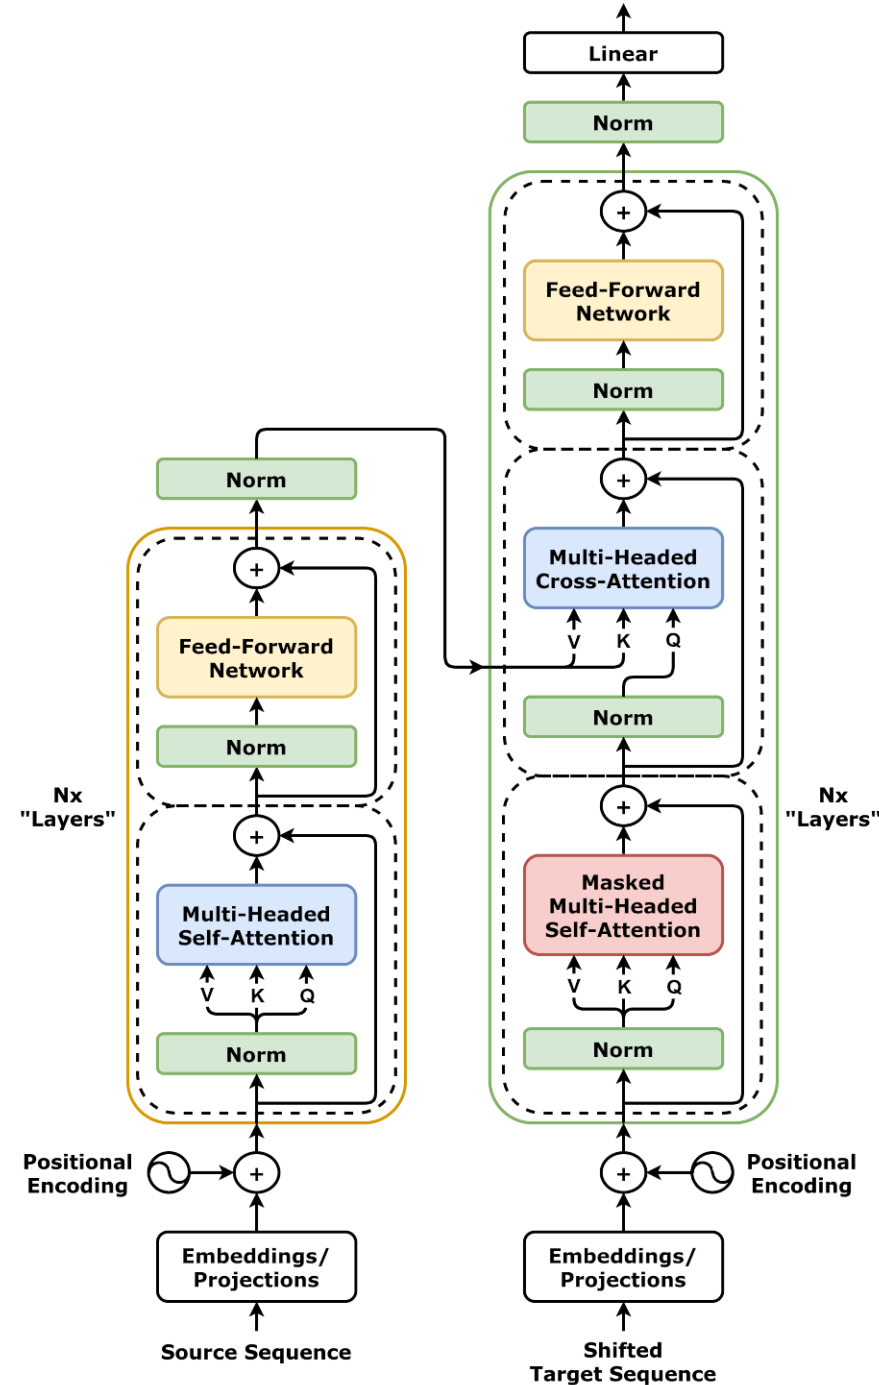 Linear
Norm
+
Feed-Forward
Network
Norm
+
Multi-Headed
Cross-Attention
V K Q
Norm
+
Masked
Multi-Headed
Self-Attention
V K Q
Norm
Nx
"Layers"
+
Positional
Encoding
Embeddings/
Projections
Shifted
Target Sequence
Norm
+
Feed-Forward
Network
Norm
+
Multi-Headed
Self-Attention
V K Q
Norm
Nx
"Layers"
Positional
Encoding
+
Embeddings/
Projections
Source Sequence